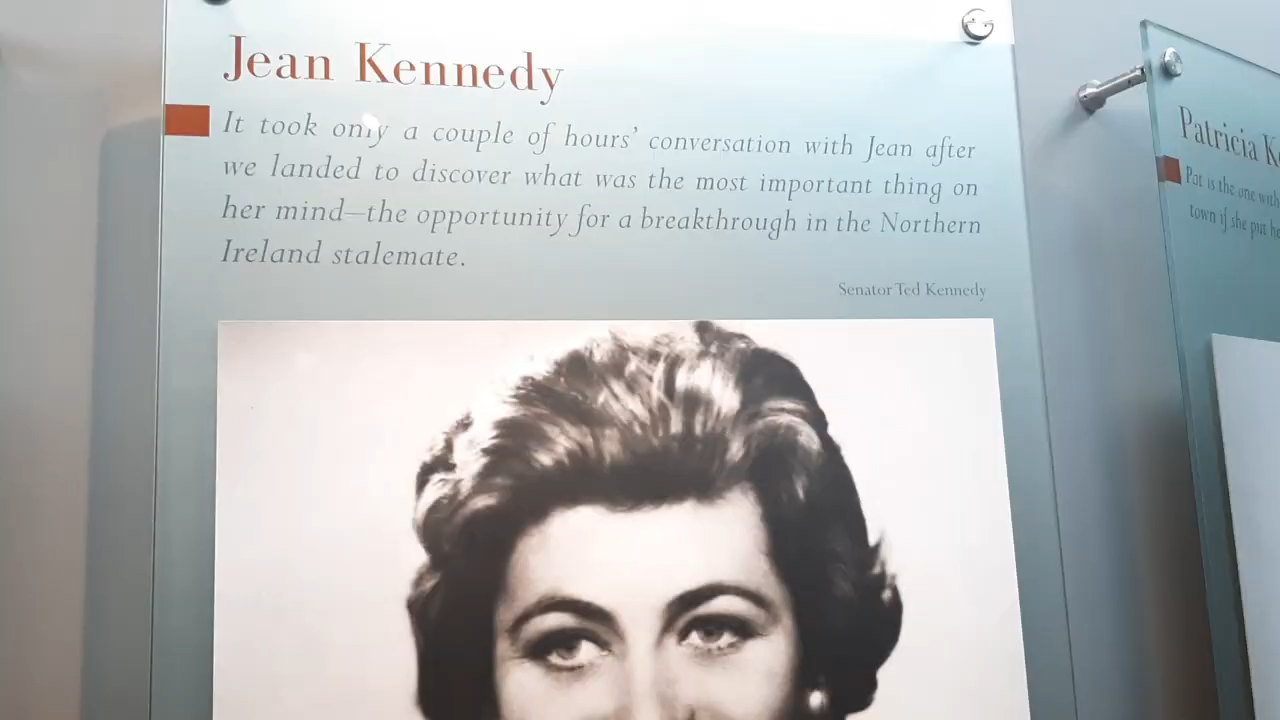 Jean Kennedy
It took only a couple of hours’ conversation with Jean after
we landed to discover what was the most important thing on
her mind—the opportunity for a breakthrough in the Northern
Ireland stalemate.
Senator Ted Kennedy
Patricia
Pat is the one with
town if she put